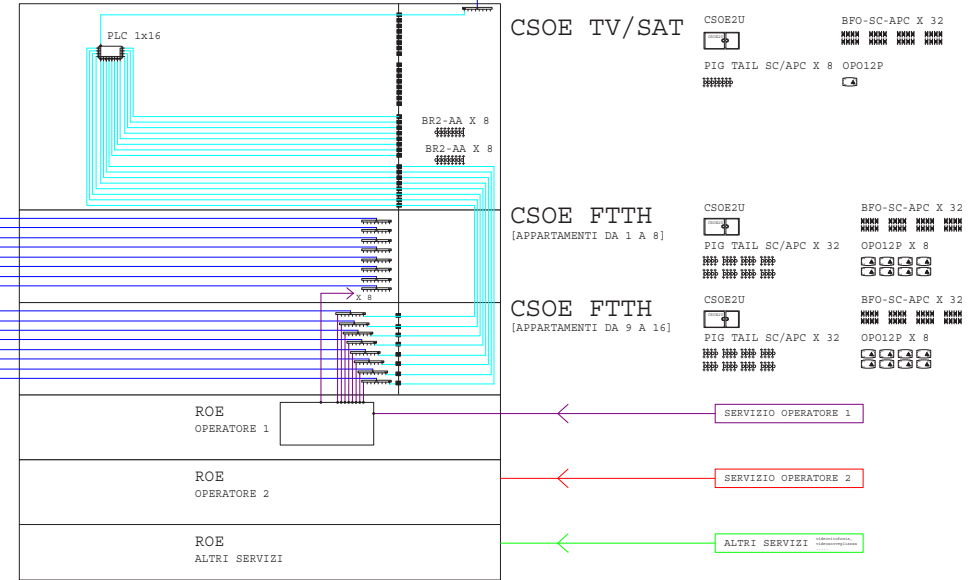 PLC 1x16
CSOE TV/SAT
CSOE2U
BFO-SC-APC X 32
PIG TAIL SC/APC X 8
OPO12P
BR2-AA X 8
BR2-AA X 8
CSOE FTTH
[APPARTAMENTI DA 1 A 8]
CSOE2U
BFO-SC-APC X 32
PIG TAIL SC/APC X 32
OPO12P X 8
X 8
CSOE FTTH
[APPARTAMENTI DA 9 A 16]
CSOE2U
BFO-SC-APC X 32
PIG TAIL SC/APC X 32
OPO12P X 8
ROE
OPERATORE 1
SERVIZIO OPERATORE 1
ROE
OPERATORE 2
SERVIZIO OPERATORE 2
ROE
ALTRI SERVIZI
ALTRI SERVIZI